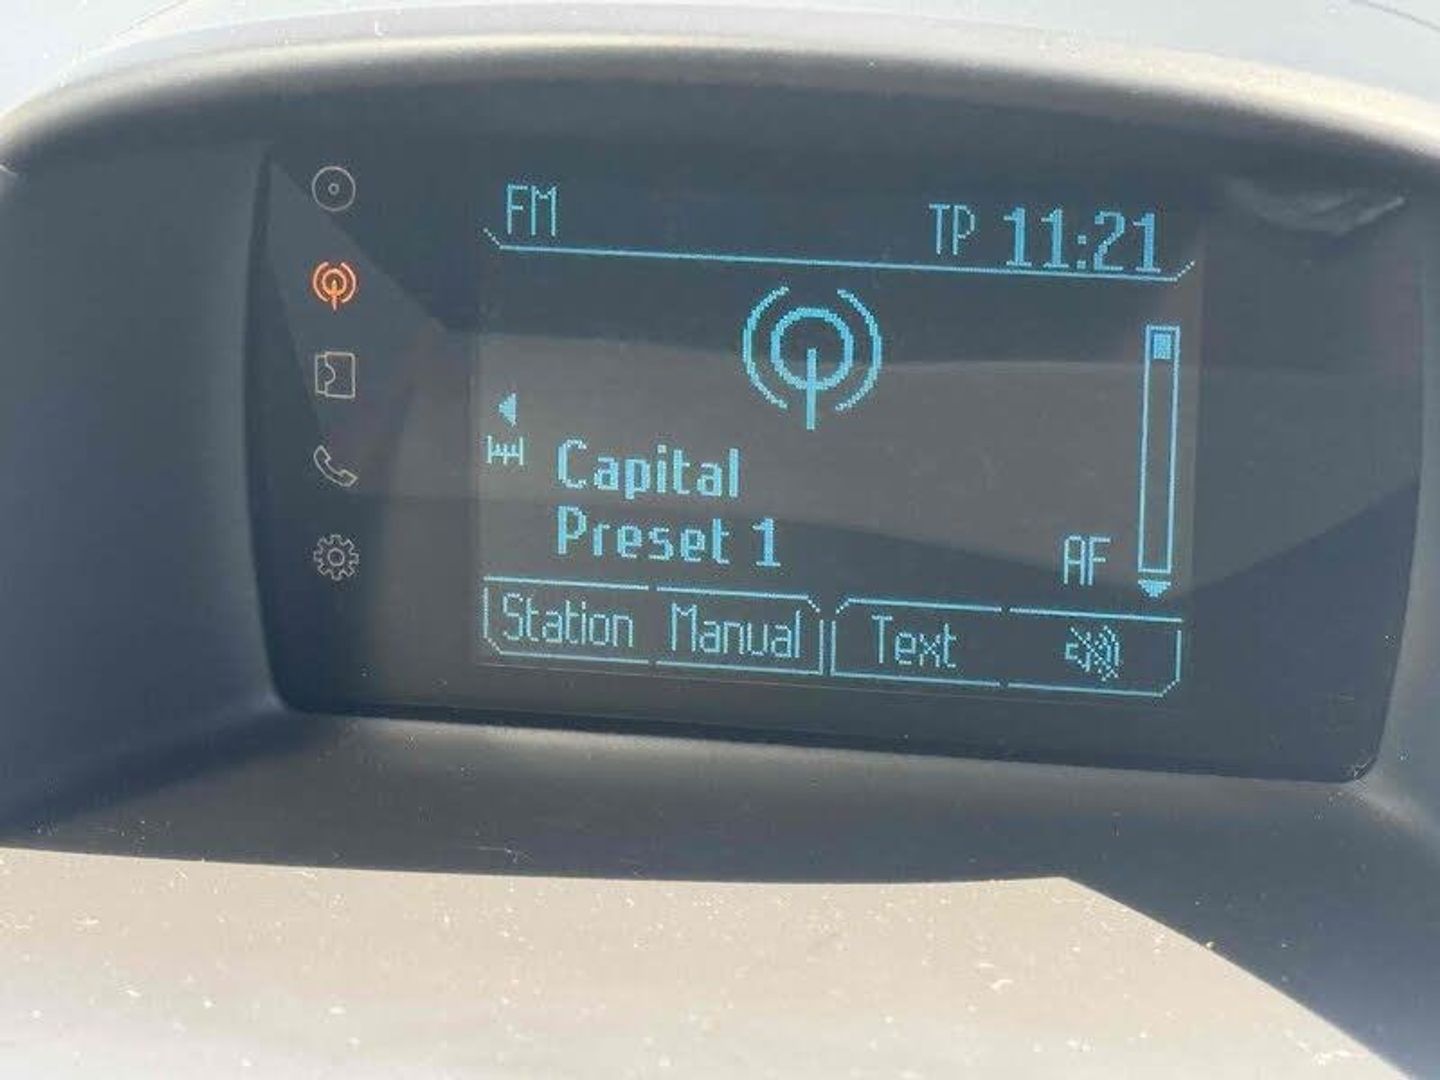 FM TP 11:21
Capital
Preset 1
AF
Station Manual Text